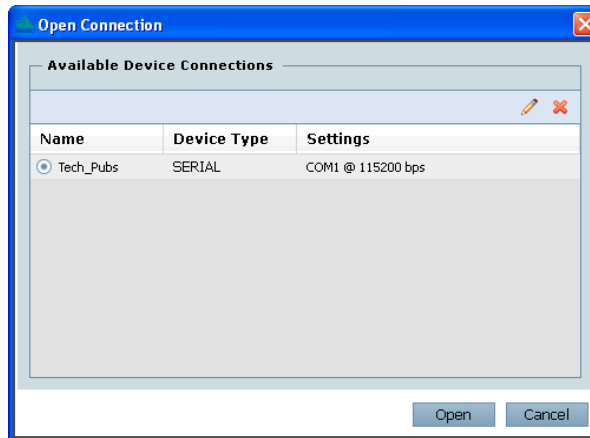 Open Connection
Available Device Connections
Name Device Type Settings
Tech_Pubs SERIAL COM1 @ 115200 bps
Open Cancel